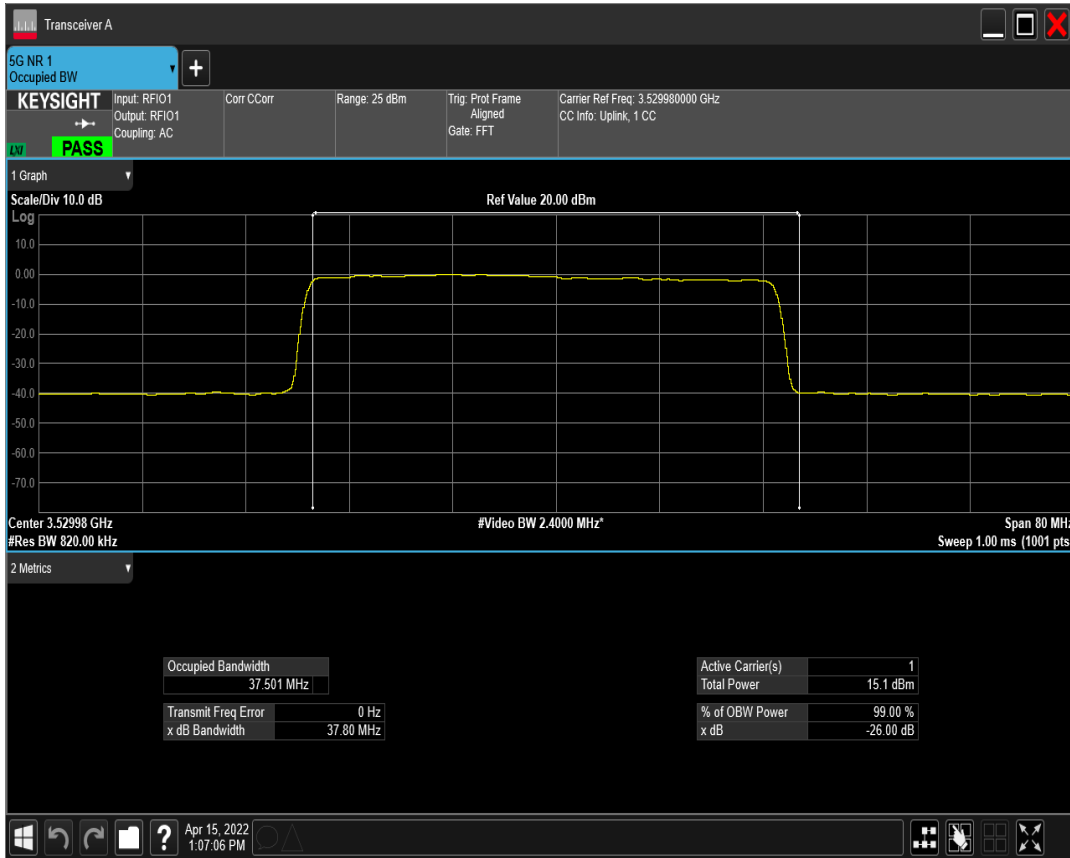 Transceiver A
5G NR 1
Occupied BW
KEYSIGHT
LXI
PASS
Input: RFIO1
Output: RFIO1
Coupling: AC
Corr CCorr
Range: 25 dBm
Trig: Prot Frame
Aligned
Gate: FFT
Carrier Ref Freq: 3.529980000 GHz
CC Info: Uplink, 1 CC
1 Graph
Scale/Div 10.0 dB
Ref Value 20.00 dBm
Log
10.0
0.00
-10.0
-20.0
-30.0
-40.0
-50.0
-60.0
-70.0
Center 3.52998 GHz
#Video BW 2.4000 MHz*
Span 80 MHz
#Res BW 820.00 kHz
Sweep 1.00 ms (1001 pts
2 Metrics
Occupied Bandwidth
37.501 MHz
Transmit Freq Error 0 Hz
x dB Bandwidth 37.80 MHz
Active Carrier(s) 1
Total Power 15.1 dBm
% of OBW Power 99.00 %
x dB -26.00 dB
?
Apr 15, 2022
1:07:06 PM